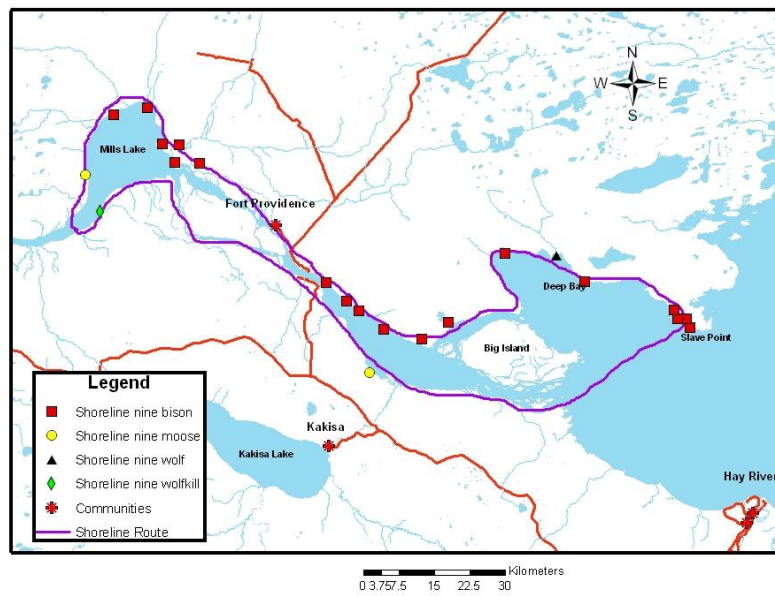 N
W E
S
Mills Lake
Fort Providence
Deep Bay
Slave Point
Big Island
Legend
Shoreline nine bison
Shoreline nine moose
Shoreline nine wolf
Shoreline nine wolfkill
Communities
Shoreline Route
Kakisa
Kakisa Lake
Hay River
Kilometers
0 3.75 7.5 15 22.5 30